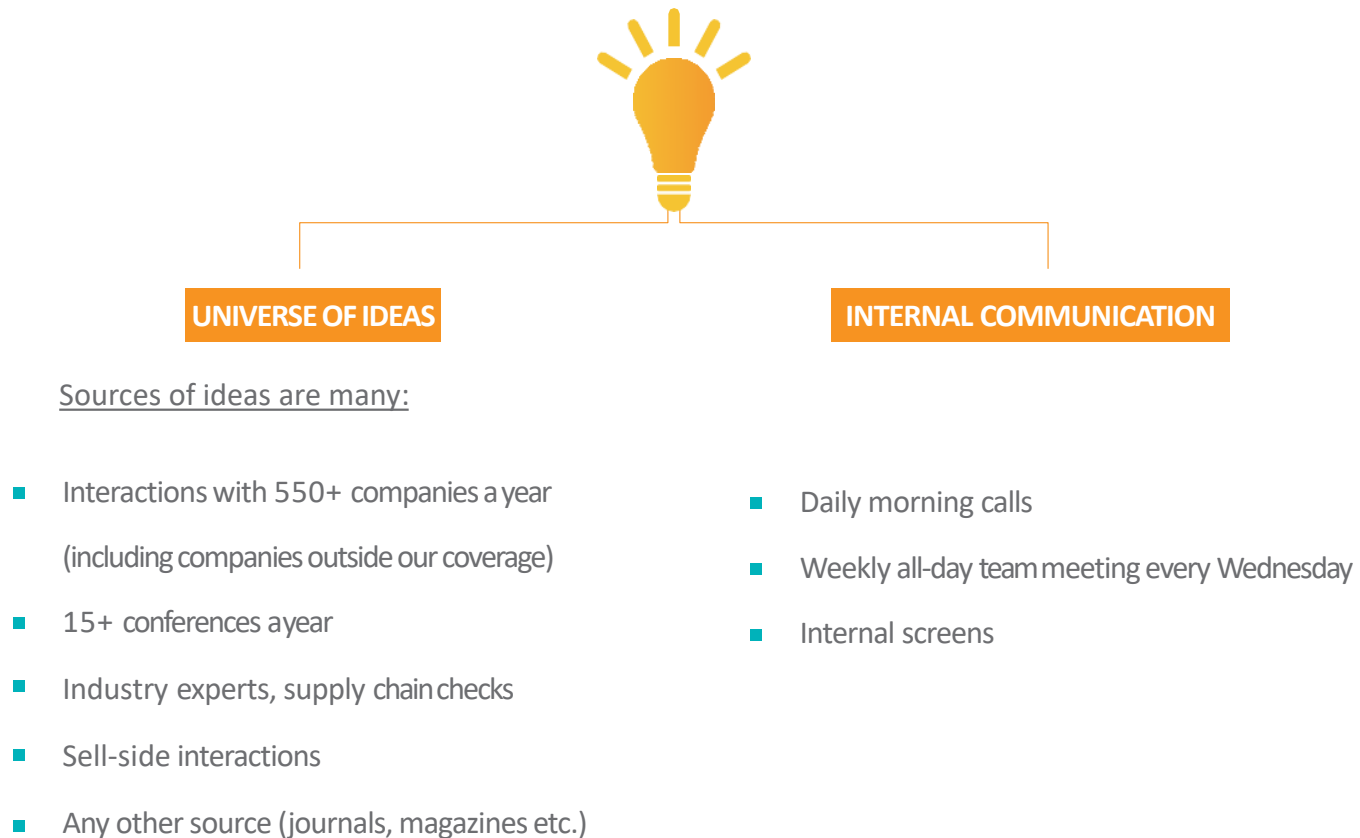 UNIVERSE OF IDEAS
Sources of ideas are many:
Interactions with 550+ companies a year
(including companies outside our coverage)
15+ conferences ayear
Industry experts, supply chain checks
Sell-side interactions
Any other source (journals, magazines etc.)
INTERNAL COMMUNICATION
Daily morning calls
Weekly all-day team meeting every Wednesday
Internal screens